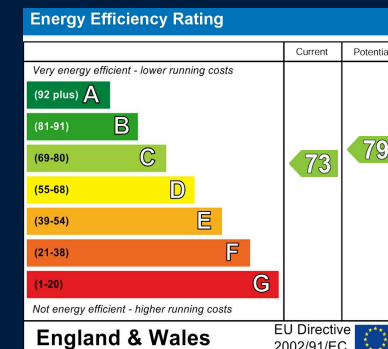 Energy Efficiency Rating
Current Potentia
Very energy efficient - lower running costs
(92 plus) A
(81-91) B
(69-80) C
73
79
(55-68) D
(39-54) E
(21-38) F
(1-20) G
Not energy efficient - higher running costs
England & Wales
EU Directive
2002/91/EC